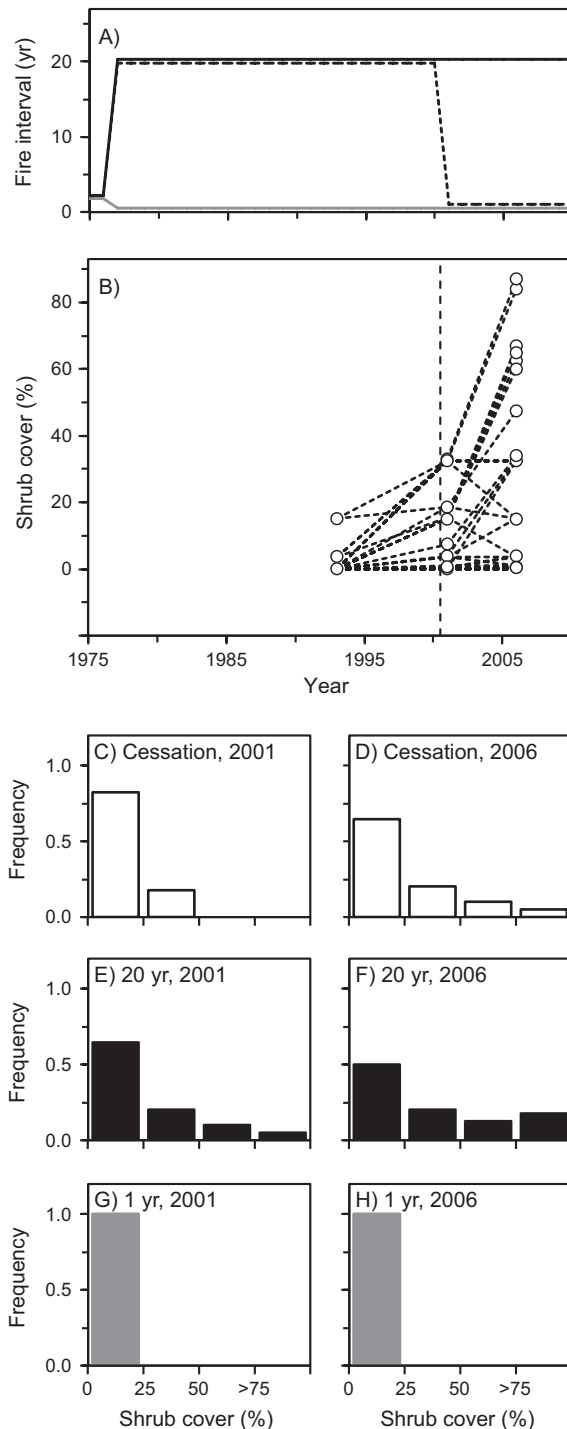 A)
Fire interval (yr)
20
10
0
B)
Shrub cover (%)
80
60
40
20
0
1975
1985
1995
2005
Year
C) Cessation, 2001
D) Cessation, 2006
Frequency
1.0
0.5
0.0
E) 20 yr, 2001
F) 20 yr, 2006
Frequency
1.0
0.5
0.0
G) 1 yr, 2001
H) 1 yr, 2006
Frequency
1.0
0.5
0.0
0 25 >75
0 25 >75
Shrub cover (%)
Shrub cover (%)